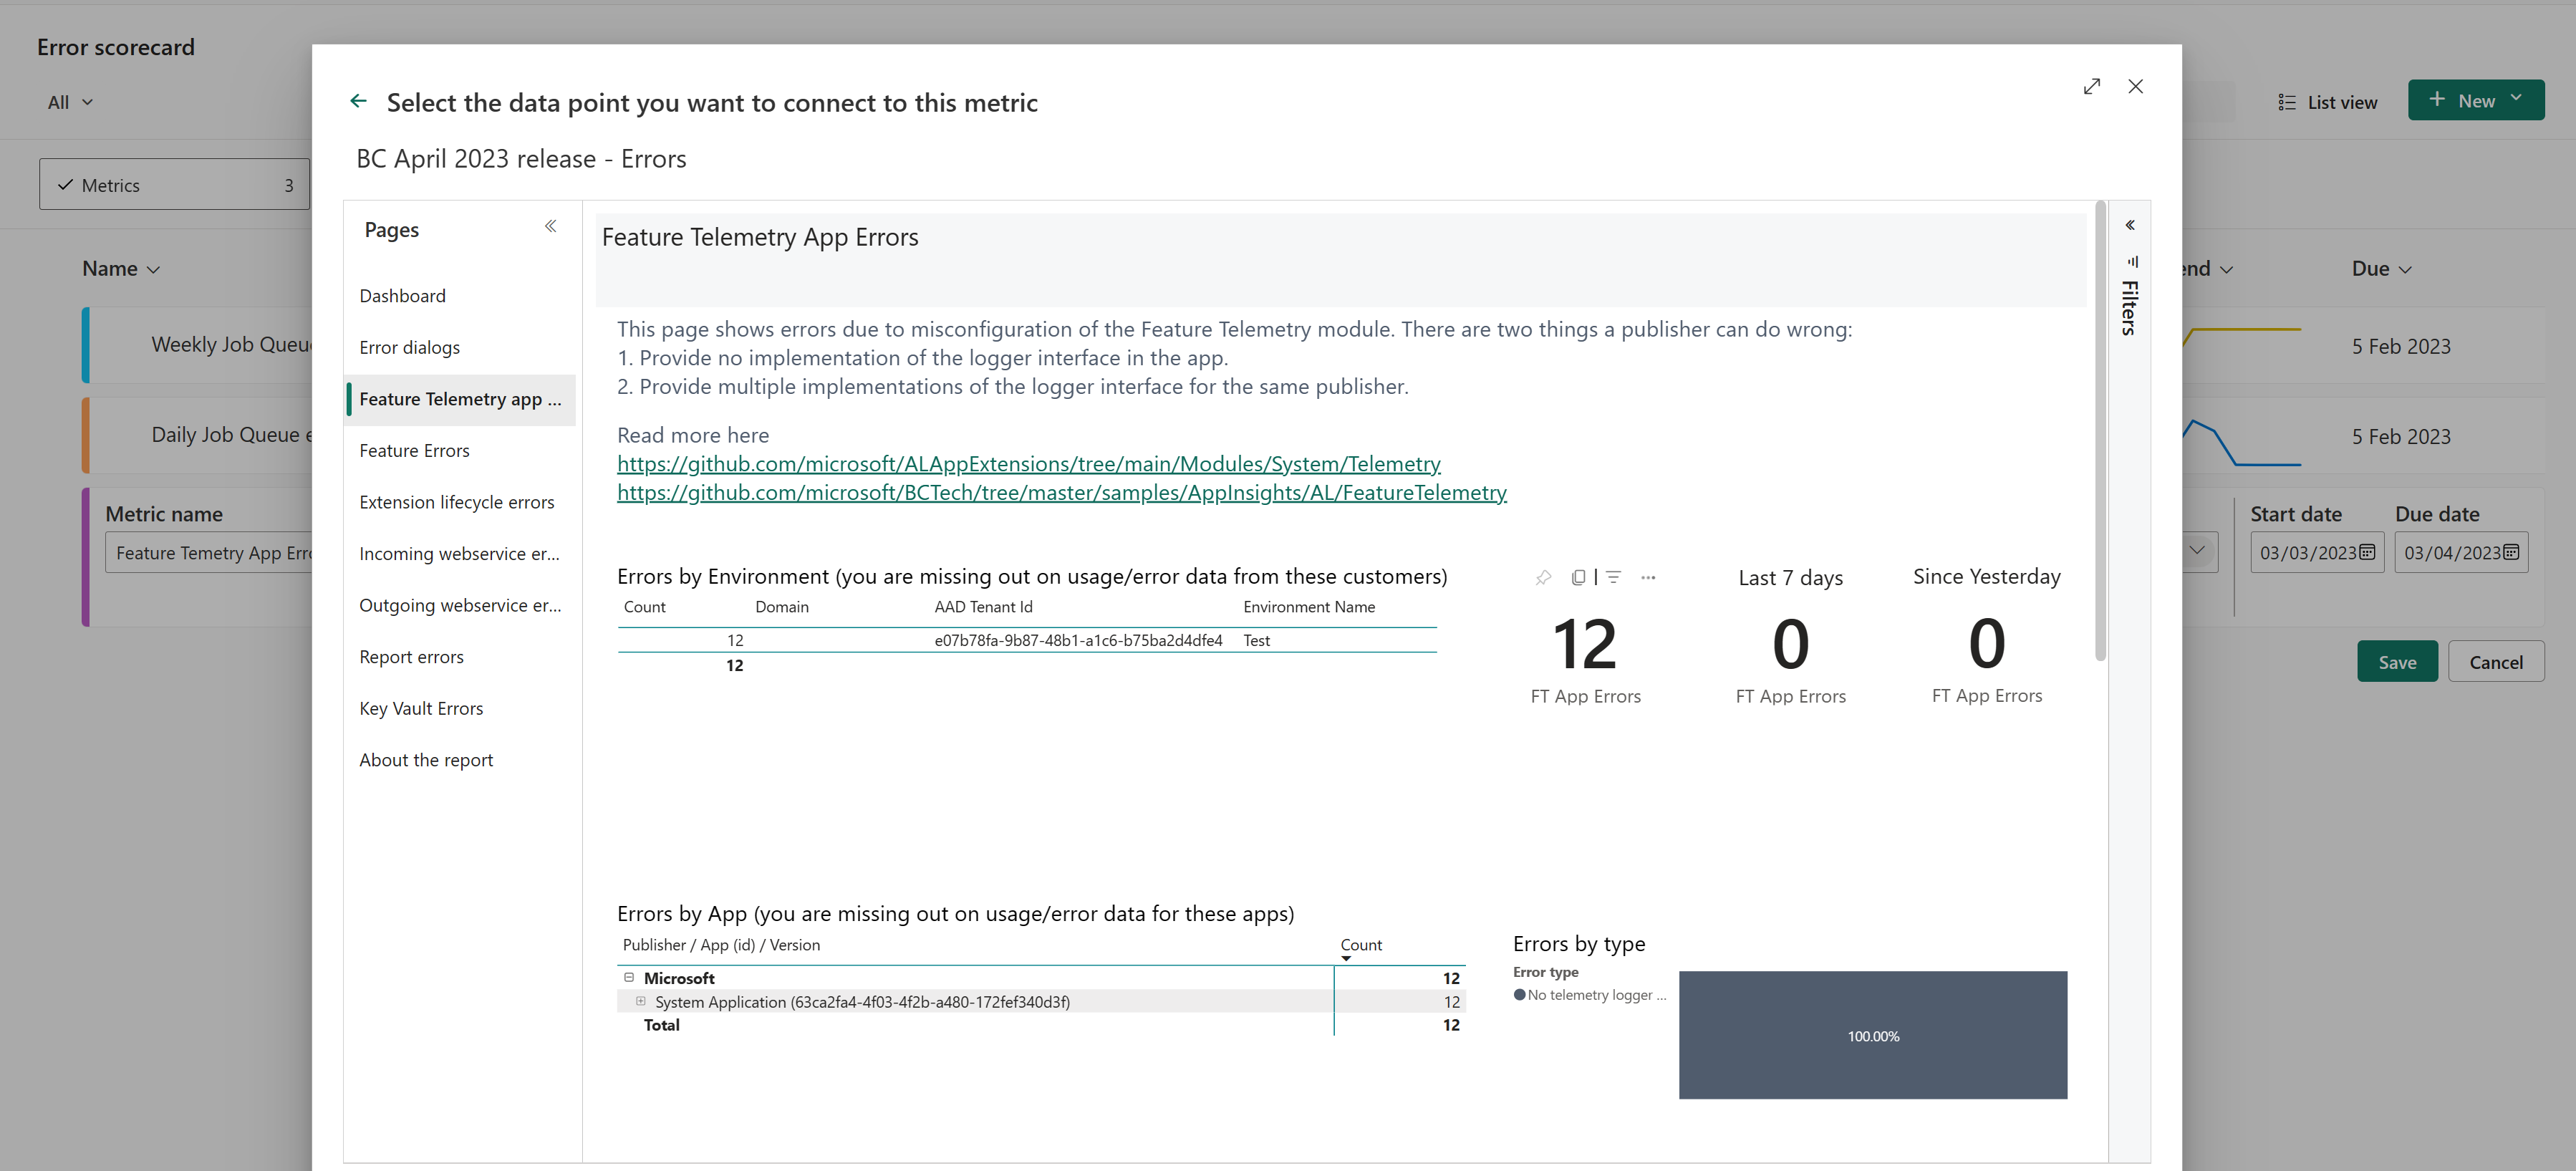 Error scorecard
All
List view
New
Metrics 3
Name
Due
Weekly Job Queu
5 Feb 2023
Daily Job Queue
5 Feb 2023
Metric name
Feature Temetry App Err
Start date Due date
03/03/2023 03/04/2023
Save Cancel
Select the data point you want to connect to this metric
BC April 2023 release - Errors
Pages
Dashboard
Error dialogs
Feature Telemetry app ...
Feature Errors
Extension lifecycle errors
Incoming webservice er...
Outgoing webservice er...
Report errors
Key Vault Errors
About the report
Feature Telemetry App Errors
This page shows errors due to misconfiguration of the Feature Telemetry module. There are two things a publisher can do wrong:
1. Provide no implementation of the logger interface in the app.
2. Provide multiple implementations of the logger interface for the same publisher.
Read more here
https://github.com/microsoft/ALAppExtensions/tree/main/Modules/System/Telemetry
https://github.com/microsoft/BCTech/tree/master/samples/AppInsights/AL/FeatureTelemetry
Errors by Environment (you are missing out on usage/error data from these customers)
Count Domain AAD Tenant Id Environment Name
12 e07b78fa-9b87-48b1-a1c6-b75ba2d4dfe4 Test
12
Last 7 days Since Yesterday
12 0 0
FT App Errors FT App Errors FT App Errors
Errors by App (you are missing out on usage/error data for these apps)
Publisher / App (id) / Version Count
Microsoft 12
System Application (63ca2fa4-4f03-4f2b-a480-172fef340d3f) 12
Total 12
Errors by type
Error type
No telemetry logger ...
100.00%
Filters